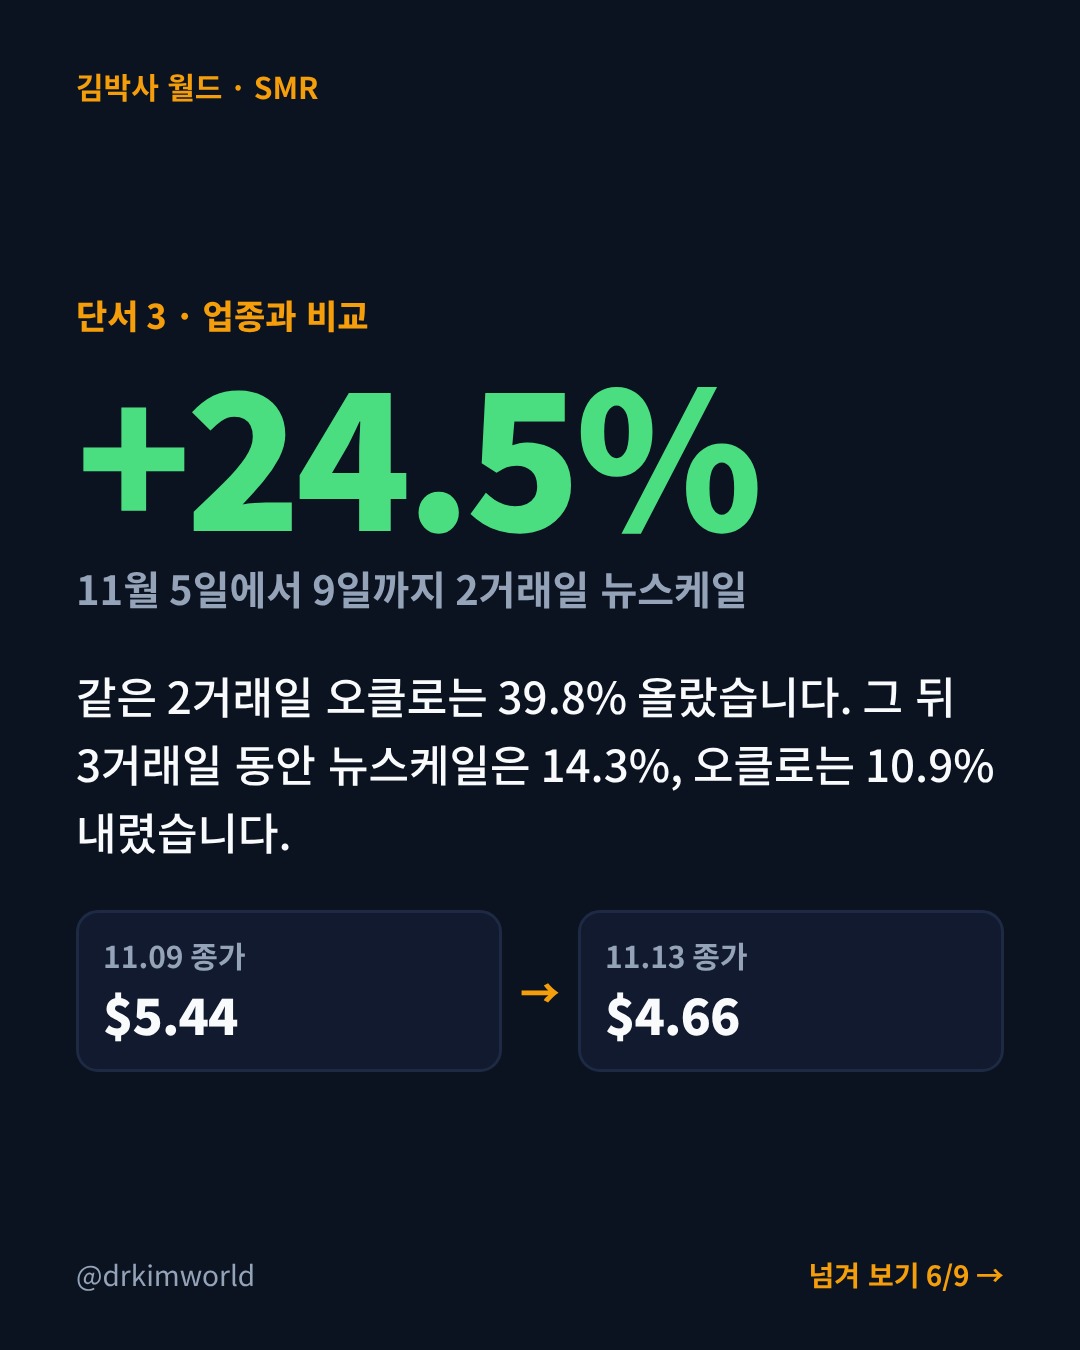 김박사 월드 · SMR
단서 3 · 업종과 비교
+24.5%
11월 5일에서 9일까지 2거래일 뉴스케일
같은 2거래일 오클로는 39.8% 올랐습니다. 그 뒤
3거래일 동안 뉴스케일은 14.3%, 오클로는 10.9%
내렸습니다.
11.09 종가
$5.44
→
11.13 종가
$4.66
@drkimworld
넘겨 보기 6/9 →